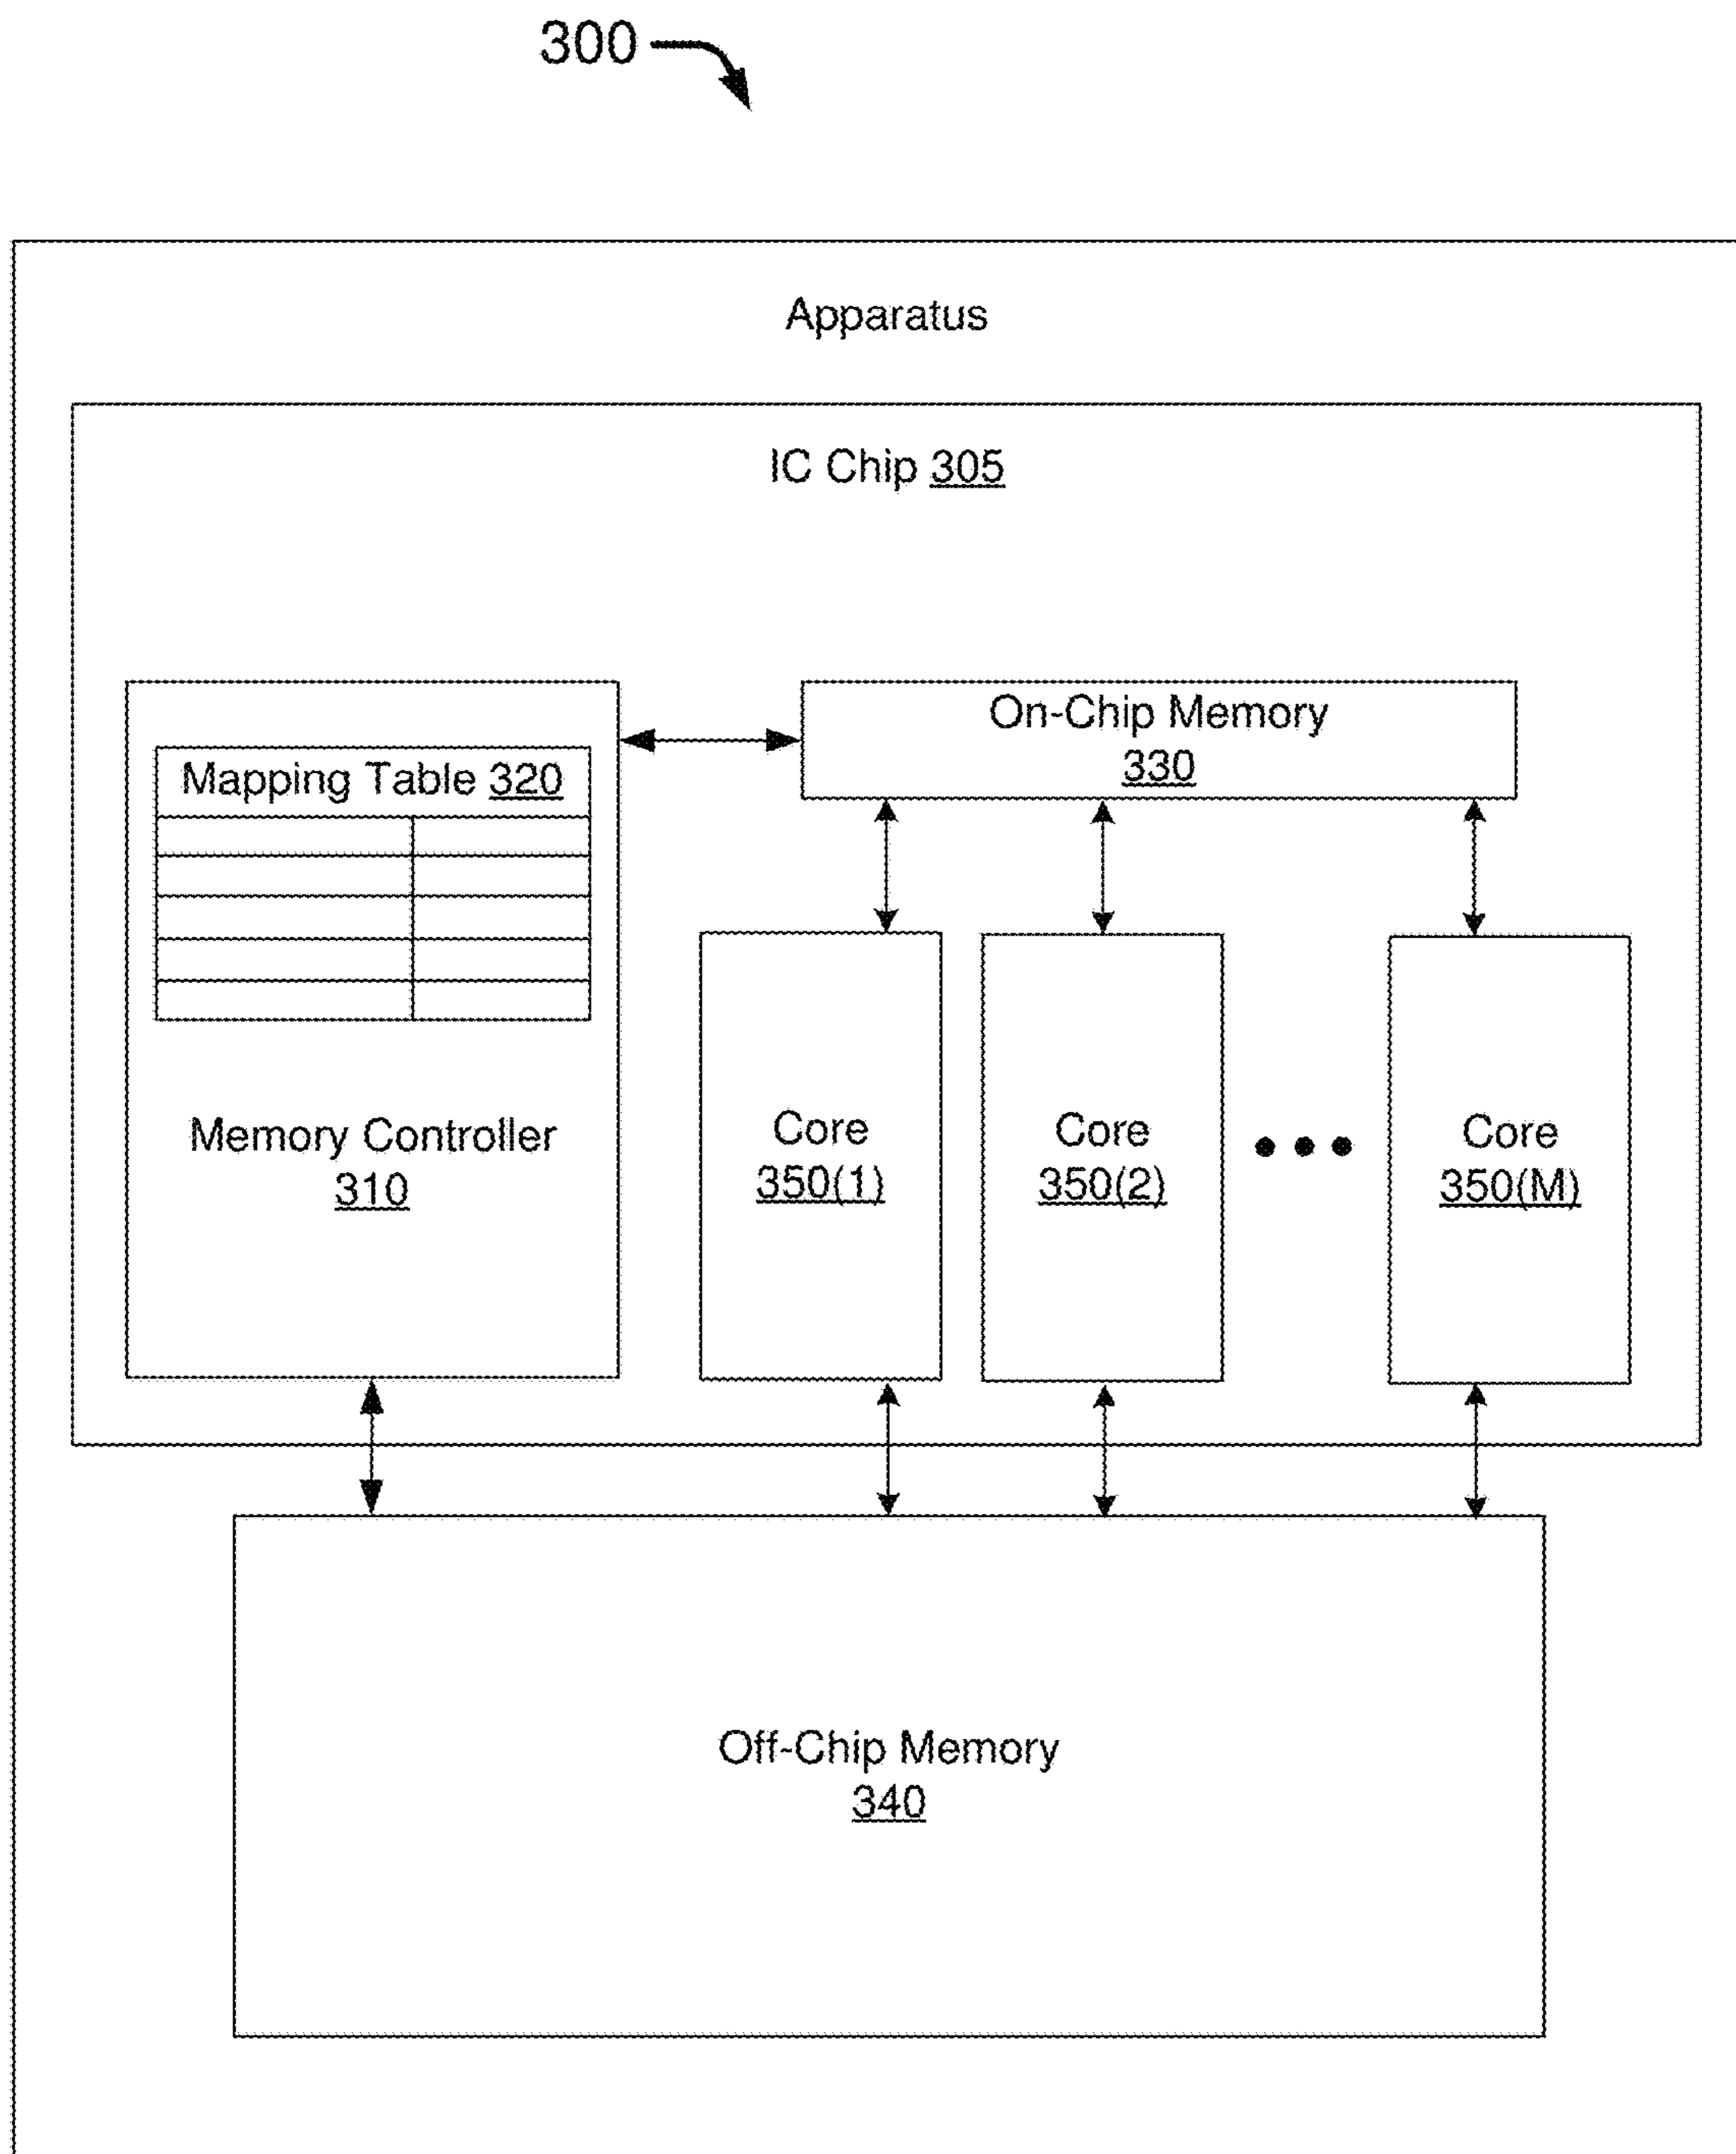 300
Apparatus
IC Chip 305
On-Chip Memory
330
Mapping Table 320
Memory Controller
310
Core
350(1)
Core
350(2)
Core
350(M)
Off-Chip Memory
340